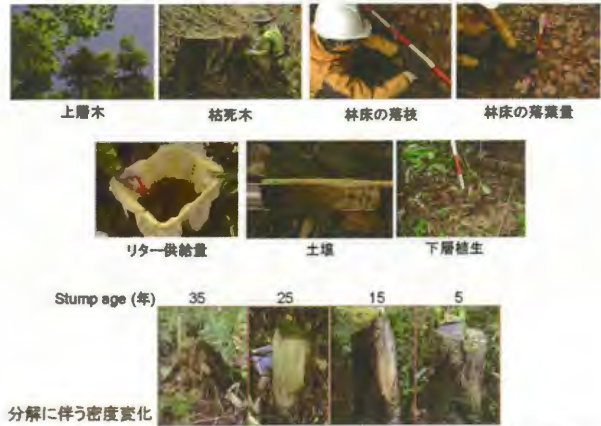 上層木 枯死木 林床の落枝 林床の落葉量
リター供給量 土壌 下層植生
Stump age (年) 35 25 15 5
分解に伴う密度変化